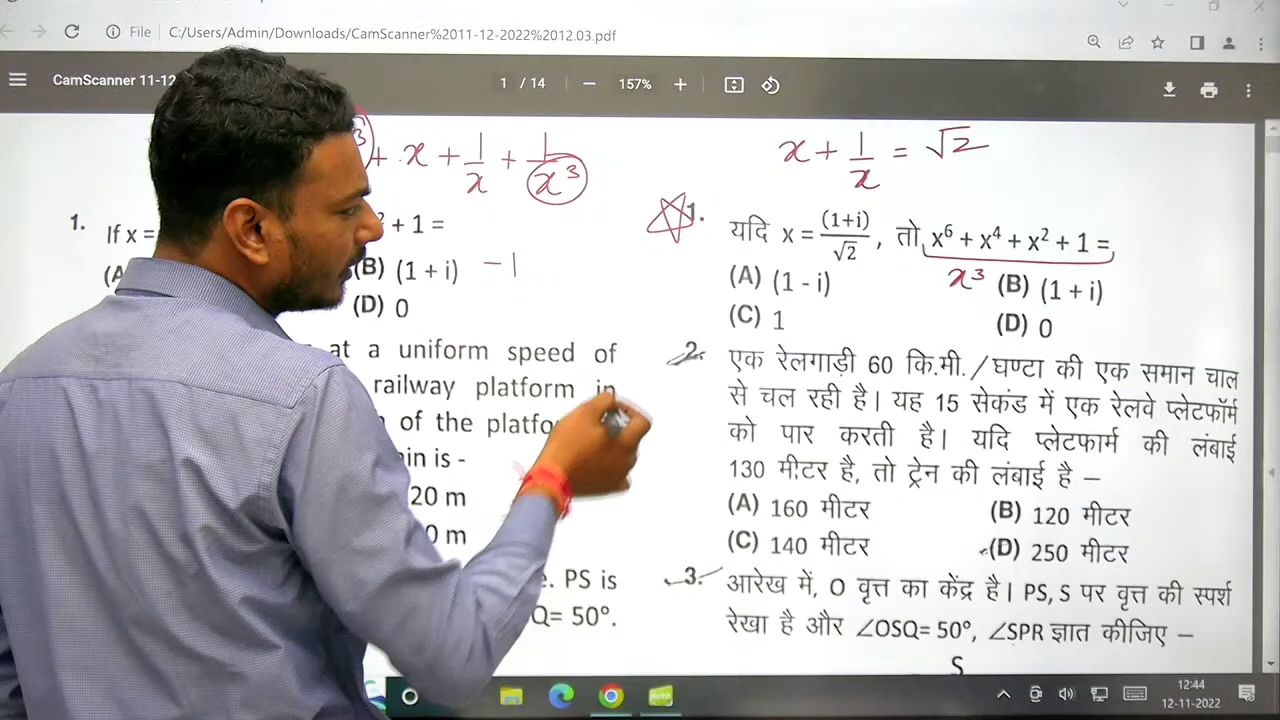 File C:/Users/Admin/Downloads/CamScanner%2011-12-2022%2012.03.pdf
CamScanner 11-12
1 / 14
157%
+ x + 1/x + 1/x³
x + 1/x = √2
1.
If x =
+ 1 =
(B) (1 + i) -1
(D) 0
at a uniform speed of
railway platform in
of the platfo
in is -
20 m
0 m
PS is
Q= 50°.
1.
यदि x = (1+i)/√2 , तो x⁶ + x⁴ + x² + 1 =
x³
(A) (1 - i)
(B) (1 + i)
(C) 1
(D) 0
2. एक रेलगाड़ी 60 कि.मी./घण्टा की एक समान चाल
से चल रही है। यह 15 सेकंड में एक रेलवे प्लेटफॉर्म
को पार करती है। यदि प्लेटफार्म की लंबाई
130 मीटर है, तो ट्रेन की लंबाई है –
(A) 160 मीटर
(B) 120 मीटर
(C) 140 मीटर
(D) 250 मीटर
3. आरेख में, O वृत्त का केंद्र है। PS, S पर वृत्त की स्पर्श
रेखा है और ∠OSQ= 50°, ∠SPR ज्ञात कीजिए –
S
12:44
12-11-2022